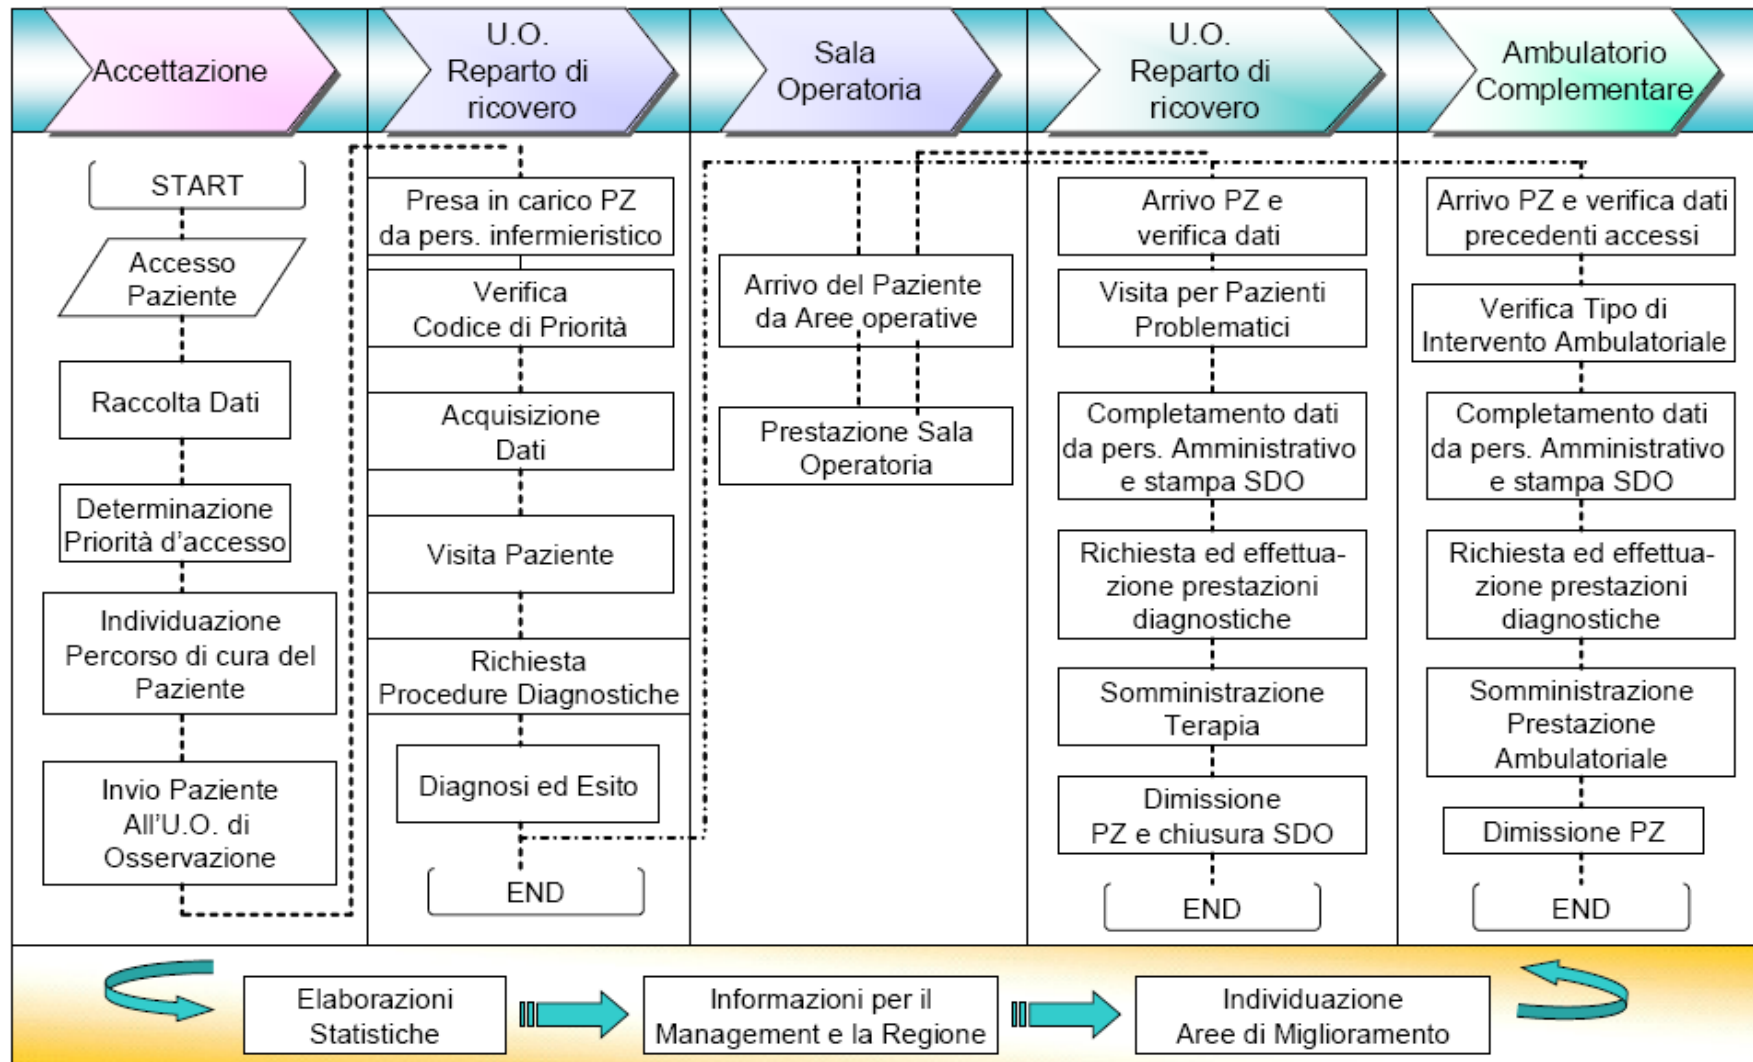 Accettazione
U.O.
Reparto di
ricovero
Sala
Operatoria
U.O.
Reparto di
ricovero
Ambulatorio
Complementare
START
Accesso
Paziente
Raccolta Dati
Determinazione
Priorità d'accesso
Individuazione
Percorso di cura del
Paziente
Invio Paziente
All'U.O. di
Osservazione
Presa in carico PZ
da pers. infermieristico
Verifica
Codice di Priorità
Acquisizione
Dati
Visita Paziente
Richiesta
Procedure Diagnostiche
Diagnosi ed Esito
END
Arrivo del Paziente
da Aree operative
Prestazione Sala
Operatoria
Arrivo PZ e
verifica dati
Visita per Pazienti
Problematici
Completamento dati
da pers. Amministrativo
e stampa SDO
Richiesta ed effettua-
zione prestazioni
diagnostiche
Somministrazione
Terapia
Dimissione
PZ e chiusura SDO
END
Arrivo PZ e verifica dati
precedenti accessi
Verifica Tipo di
Intervento Ambulatoriale
Completamento dati
da pers. Amministrativo
e stampa SDO
Richiesta ed effettua-
zione prestazioni
diagnostiche
Somministrazione
Prestazione
Ambulatoriale
Dimissione PZ
END
Elaborazioni
Statistiche
Informazioni per il
Management e la Regione
Individuazione
Aree di Miglioramento